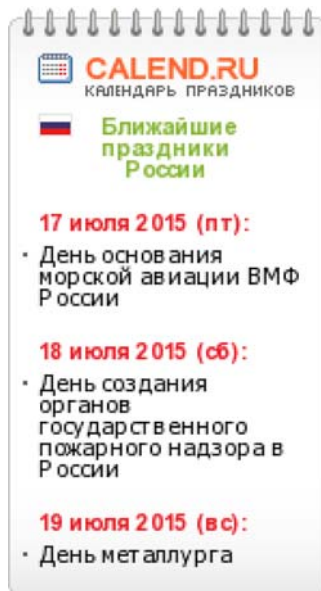 CALEND.RU
КАЛЕНДАРЬ ПРАЗДНИКОВ
Ближайшие
праздники
России
17 июля 2015 (пт):
· День основания
морской авиации ВМФ
России
18 июля 2015 (сб):
· День создания
органов
государственного
пожарного надзора в
России
19 июля 2015 (вс):
· День металлурга